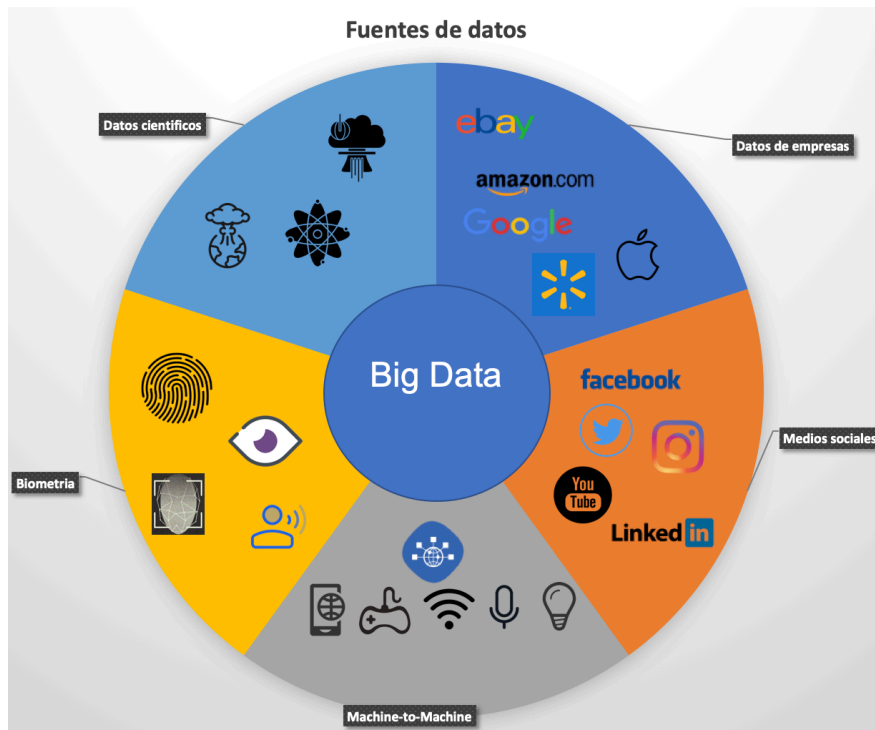 Fuentes de datos
Datos cientificos
ebay
Datos de empresas
amazon.com
Google
Big Data
facebook
Medios sociales
You
Tube
Biometria
Linked in
Machine-to-Machine